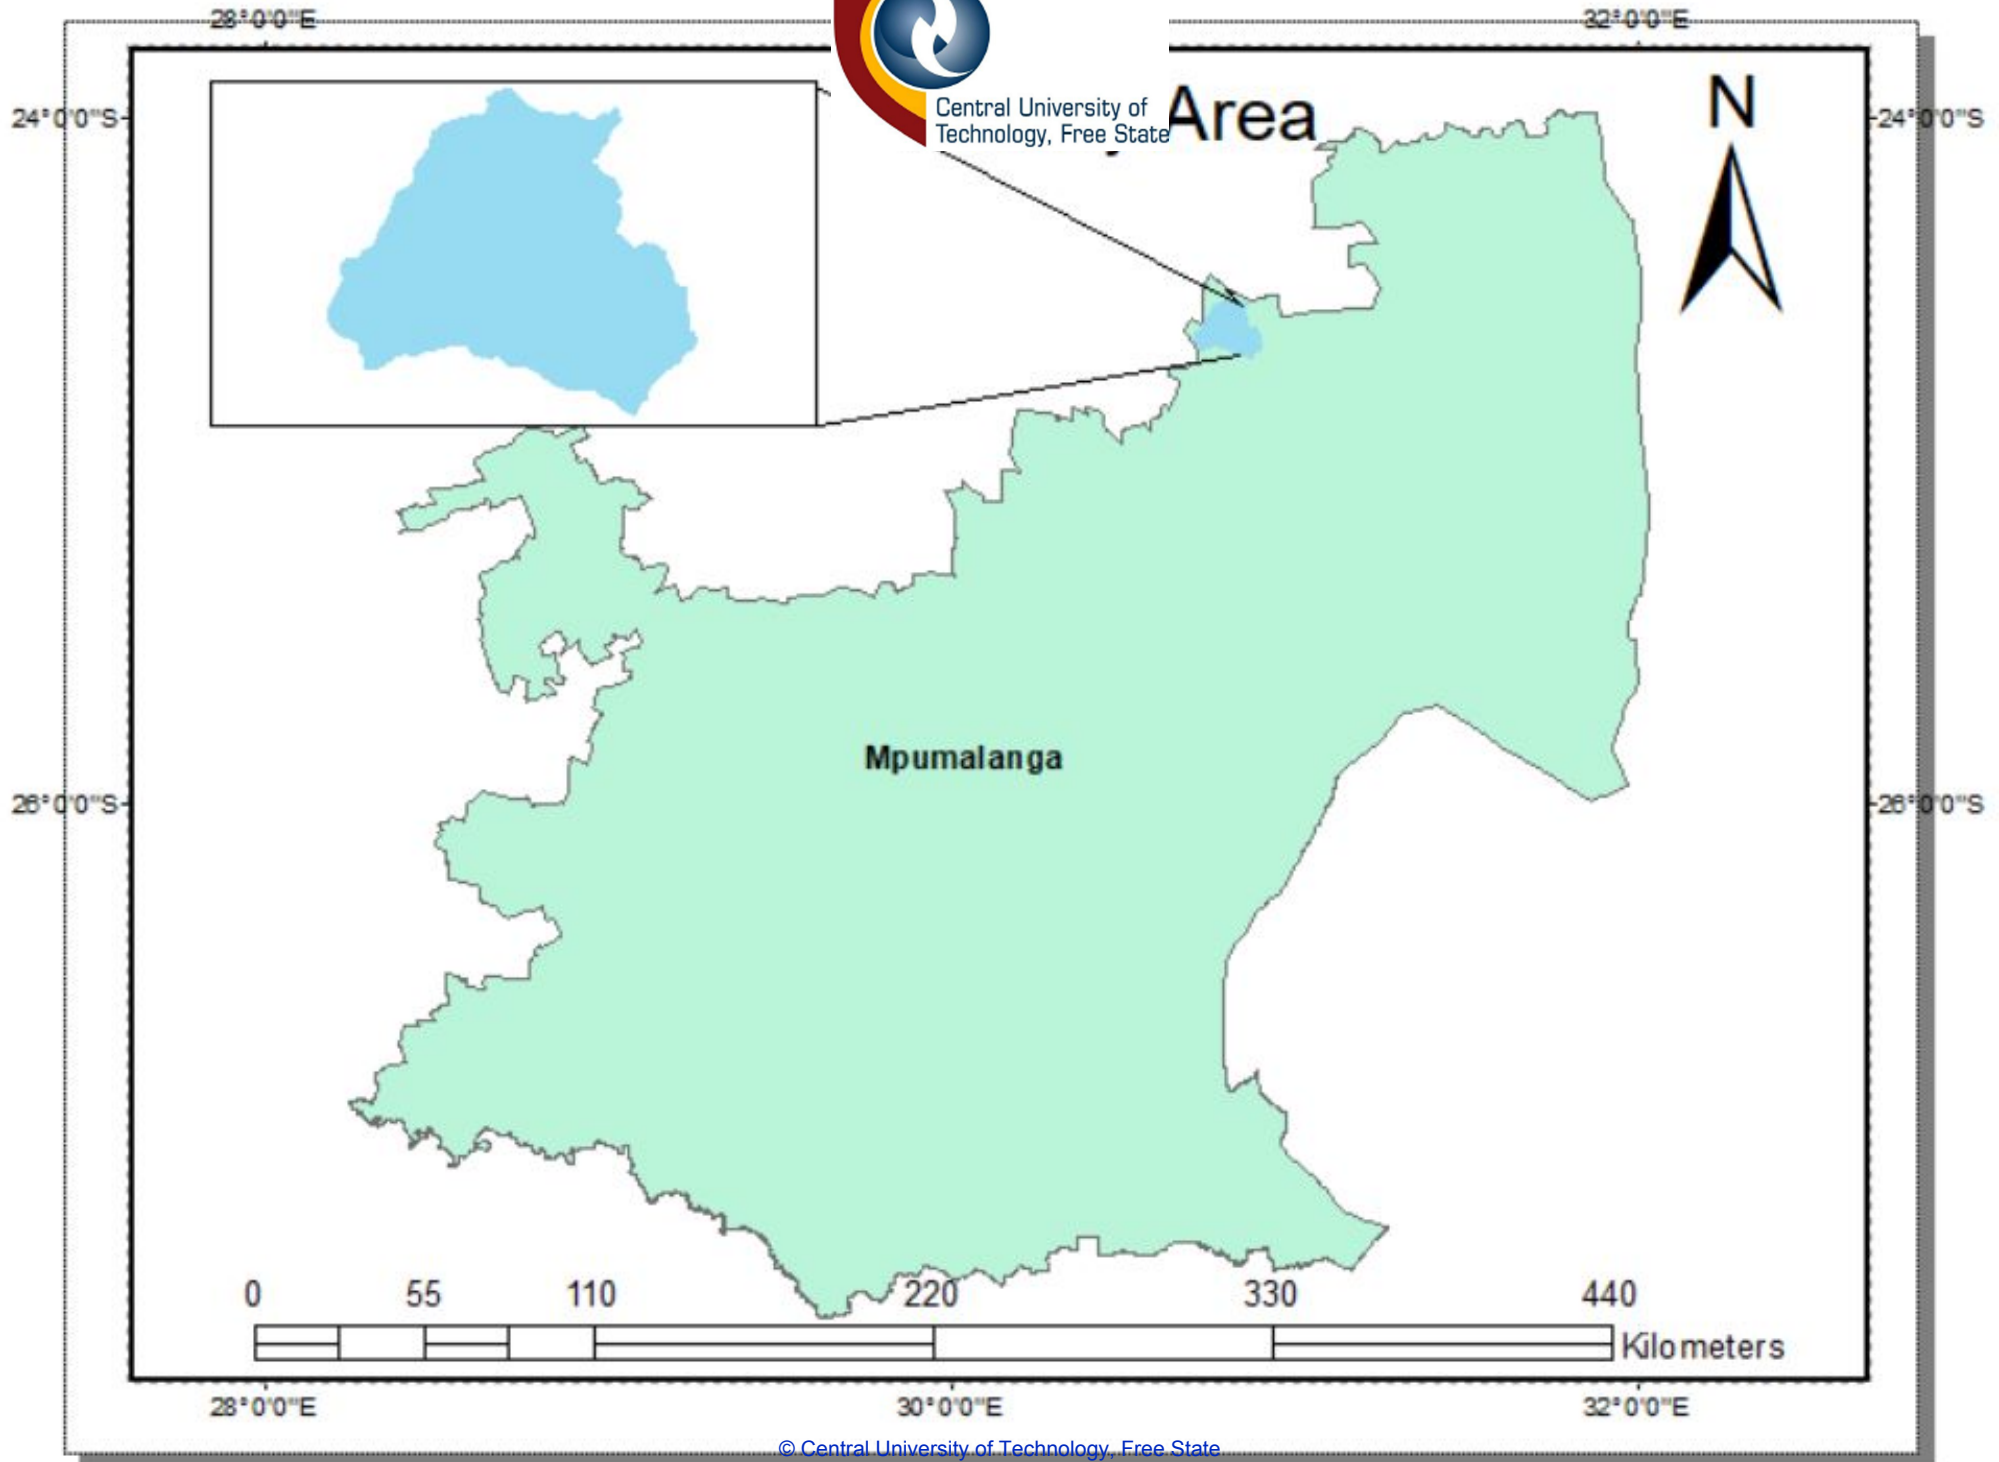 28°0'0"E 32°0'0"E
Central University of
Technology, Free State
Area
N
24°0'0"S 24°0'0"S
Mpumalanga
26°0'0"S 26°0'0"S
0 55 110 220 330 440
Kilometers
28°0'0"E 30°0'0"E 32°0'0"E
© Central University of Technology, Free State